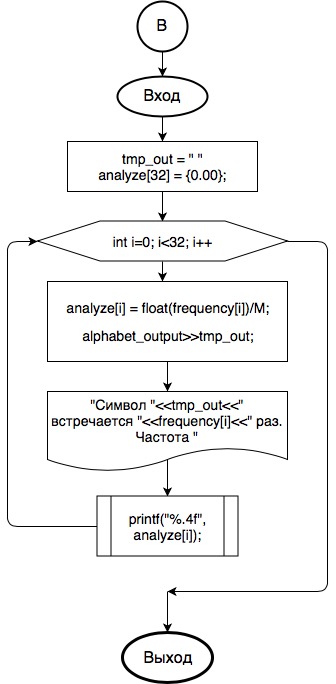 B
Вход
tmp_out = " "
analyze[32] = {0.00};
int i=0; i<32; i++
analyze[i] = float(frequency[i])/M;
alphabet_output>>tmp_out;
"Символ "<<tmp_out<<"
встречается "<<frequency[i]<<" раз.
Частота "
printf("%.4f",
analyze[i]);
Выход